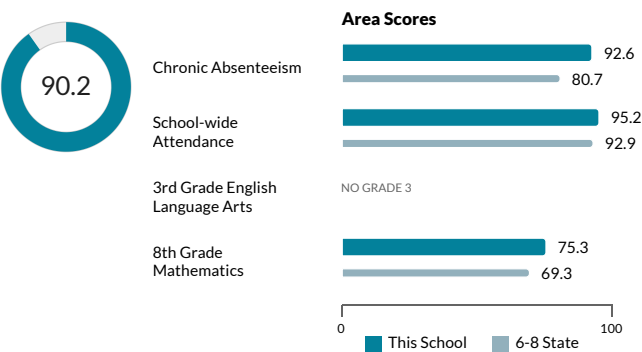 90.2
Area Scores
Chronic Absenteeism
92.6
80.7
School-wide
Attendance
95.2
92.9
3rd Grade English
Language Arts
NO GRADE 3
8th Grade
Mathematics
75.3
69.3
0
100
This School
6-8 State